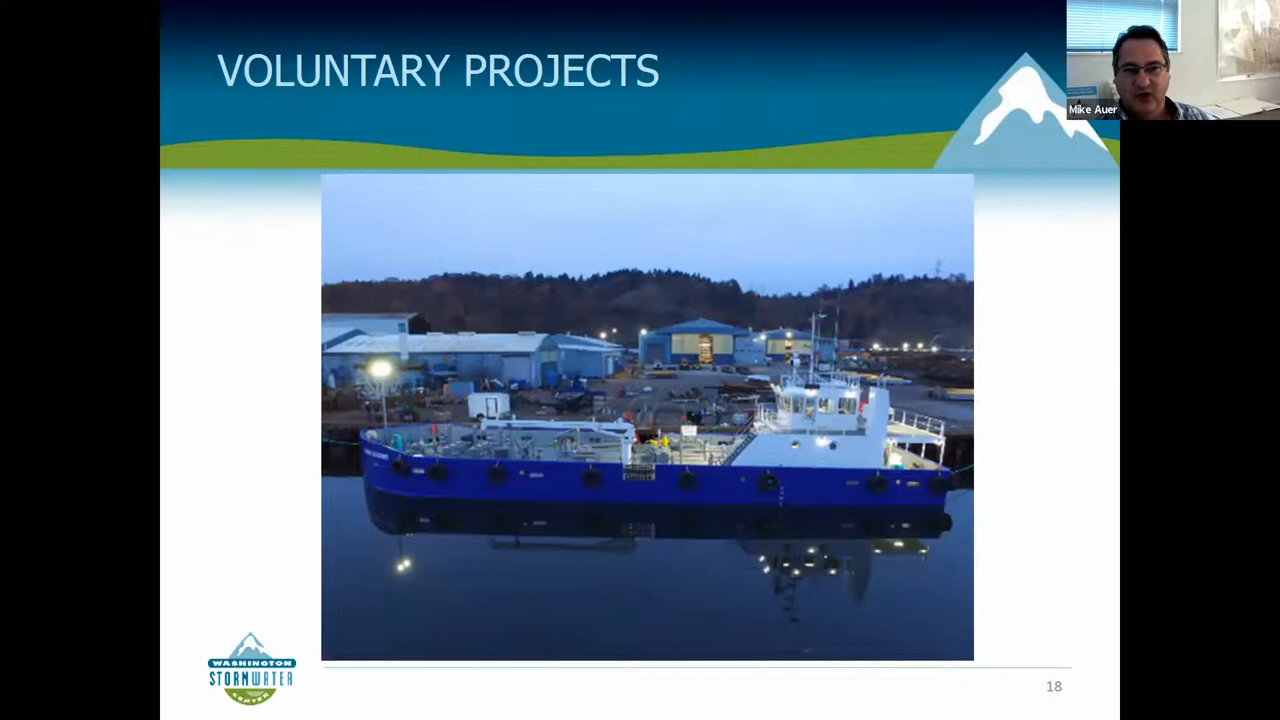 VOLUNTARY PROJECTS
Mike Auer
WASHINGTON
STORMWATER
CENTER
18